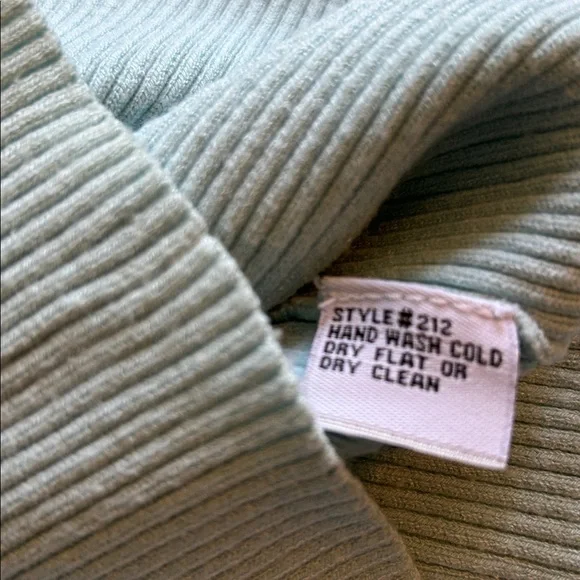 STYLE#212
HAND WASH COLD
DRY FLAT OR
DRY CLEAN